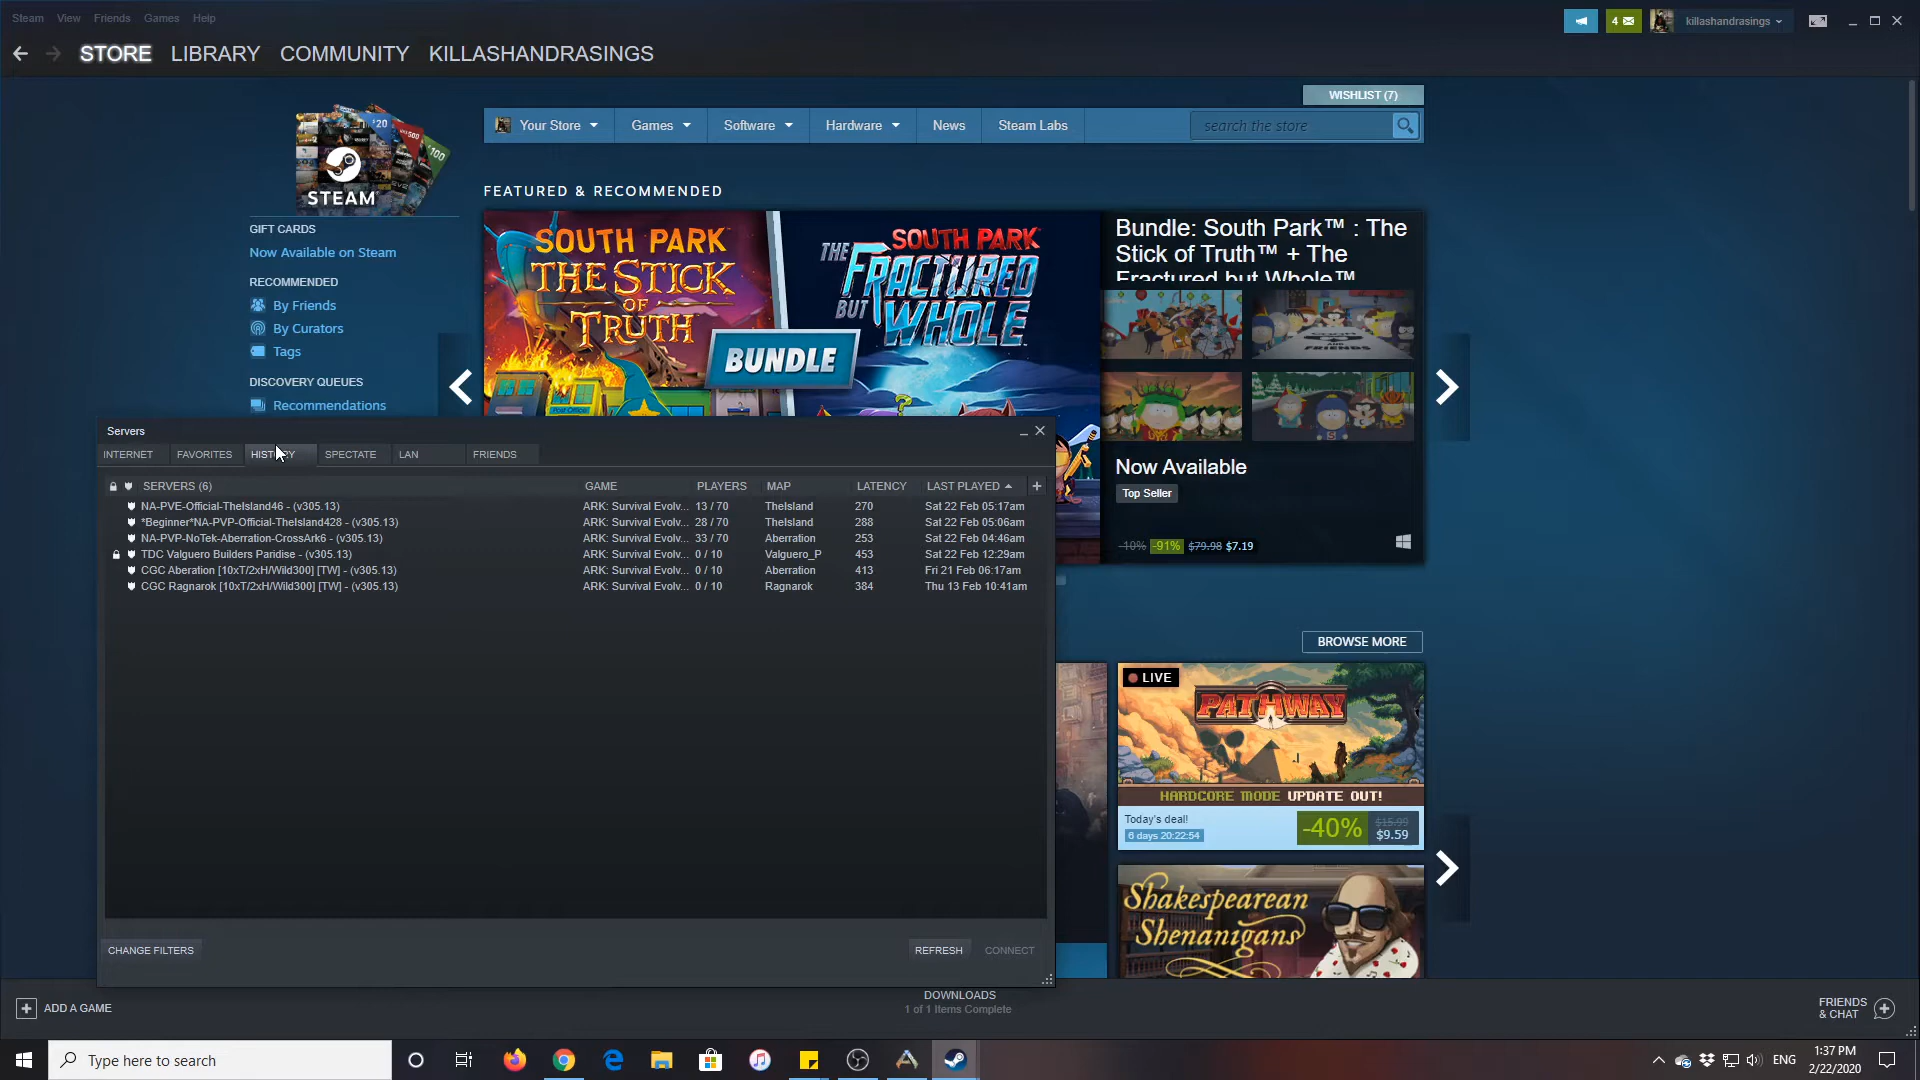 Steam View Friends Games Help
4 killashandrasings
STORE LIBRARY COMMUNITY KILLASHANDRASINGS
WISHLIST (7)
Your Store Games Software Hardware News Steam Labs search the store
$20 $100
STEAM
FEATURED & RECOMMENDED
GIFT CARDS
Now Available on Steam
RECOMMENDED
By Friends
By Curators
Tags
DISCOVERY QUEUES
Recommendations
SOUTH PARK
THE STICK
OF
TRUTH
SOUTH PARK
THE FRACTURED
BUT WHOLE
BUNDLE
Bundle: South Park™ : The
Stick of Truth™ + The
Fractured but Whole™
Now Available
Top Seller
-10% -91% $79.98 $7.19
Servers
INTERNET FAVORITES HISTORY SPECTATE LAN FRIENDS
SERVERS (6) GAME PLAYERS MAP LATENCY LAST PLAYED
NA-PVE-Official-TheIsland46 - (v305.13) ARK: Survival Evolv... 13 / 70 TheIsland 270 Sat 22 Feb 05:17am
*Beginner*NA-PVP-Official-TheIsland428 - (v305.13) ARK: Survival Evolv... 28 / 70 TheIsland 288 Sat 22 Feb 05:06am
NA-PVP-NoTek-Aberration-CrossArk6 - (v305.13) ARK: Survival Evolv... 33 / 70 Aberration 253 Sat 22 Feb 04:46am
TDC Valguero Builders Paridise - (v305.13) ARK: Survival Evolv... 0 / 10 Valguero_P 453 Sat 22 Feb 12:29am
CGC Aberation [10xT/2xH/Wild300] [TW] - (v305.13) ARK: Survival Evolv... 0 / 10 Aberration 413 Fri 21 Feb 06:17am
CGC Ragnarok [10xT/2xH/Wild300] [TW] - (v305.13) ARK: Survival Evolv... 0 / 10 Ragnarok 384 Thu 13 Feb 10:41am
CHANGE FILTERS REFRESH CONNECT
BROWSE MORE
LIVE
PATHWAY
HARDCORE MODE UPDATE OUT!
Today's deal!
6 days 20:22:54
-40% $15.99 $9.59
Shakespearean
Shenanigans
ADD A GAME
DOWNLOADS
1 of 1 Items Complete
FRIENDS
& CHAT
Type here to search
ENG
1:37 PM
2/22/2020